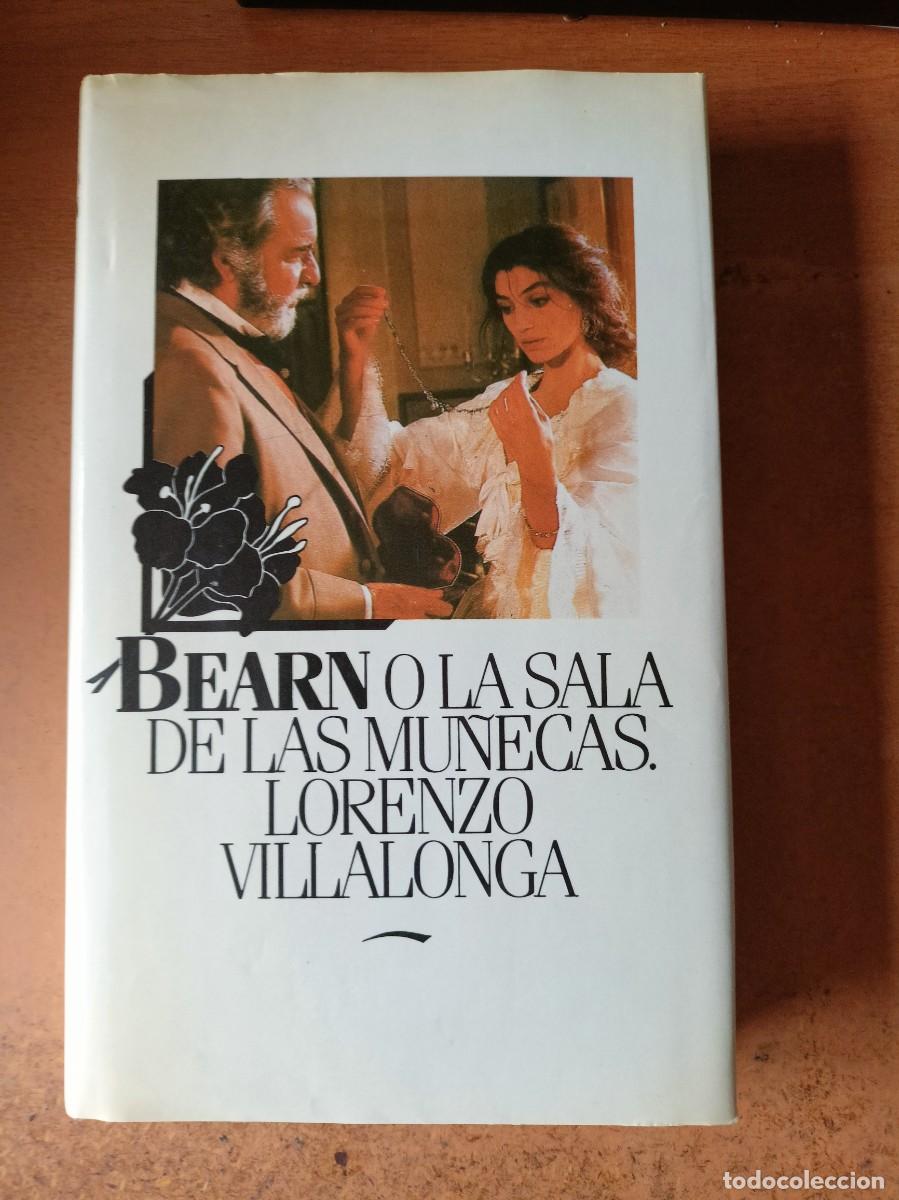 BEARN O LA SALA
DE LAS MUÑECAS.
LORENZO
VILLALONGA
todocoleccion